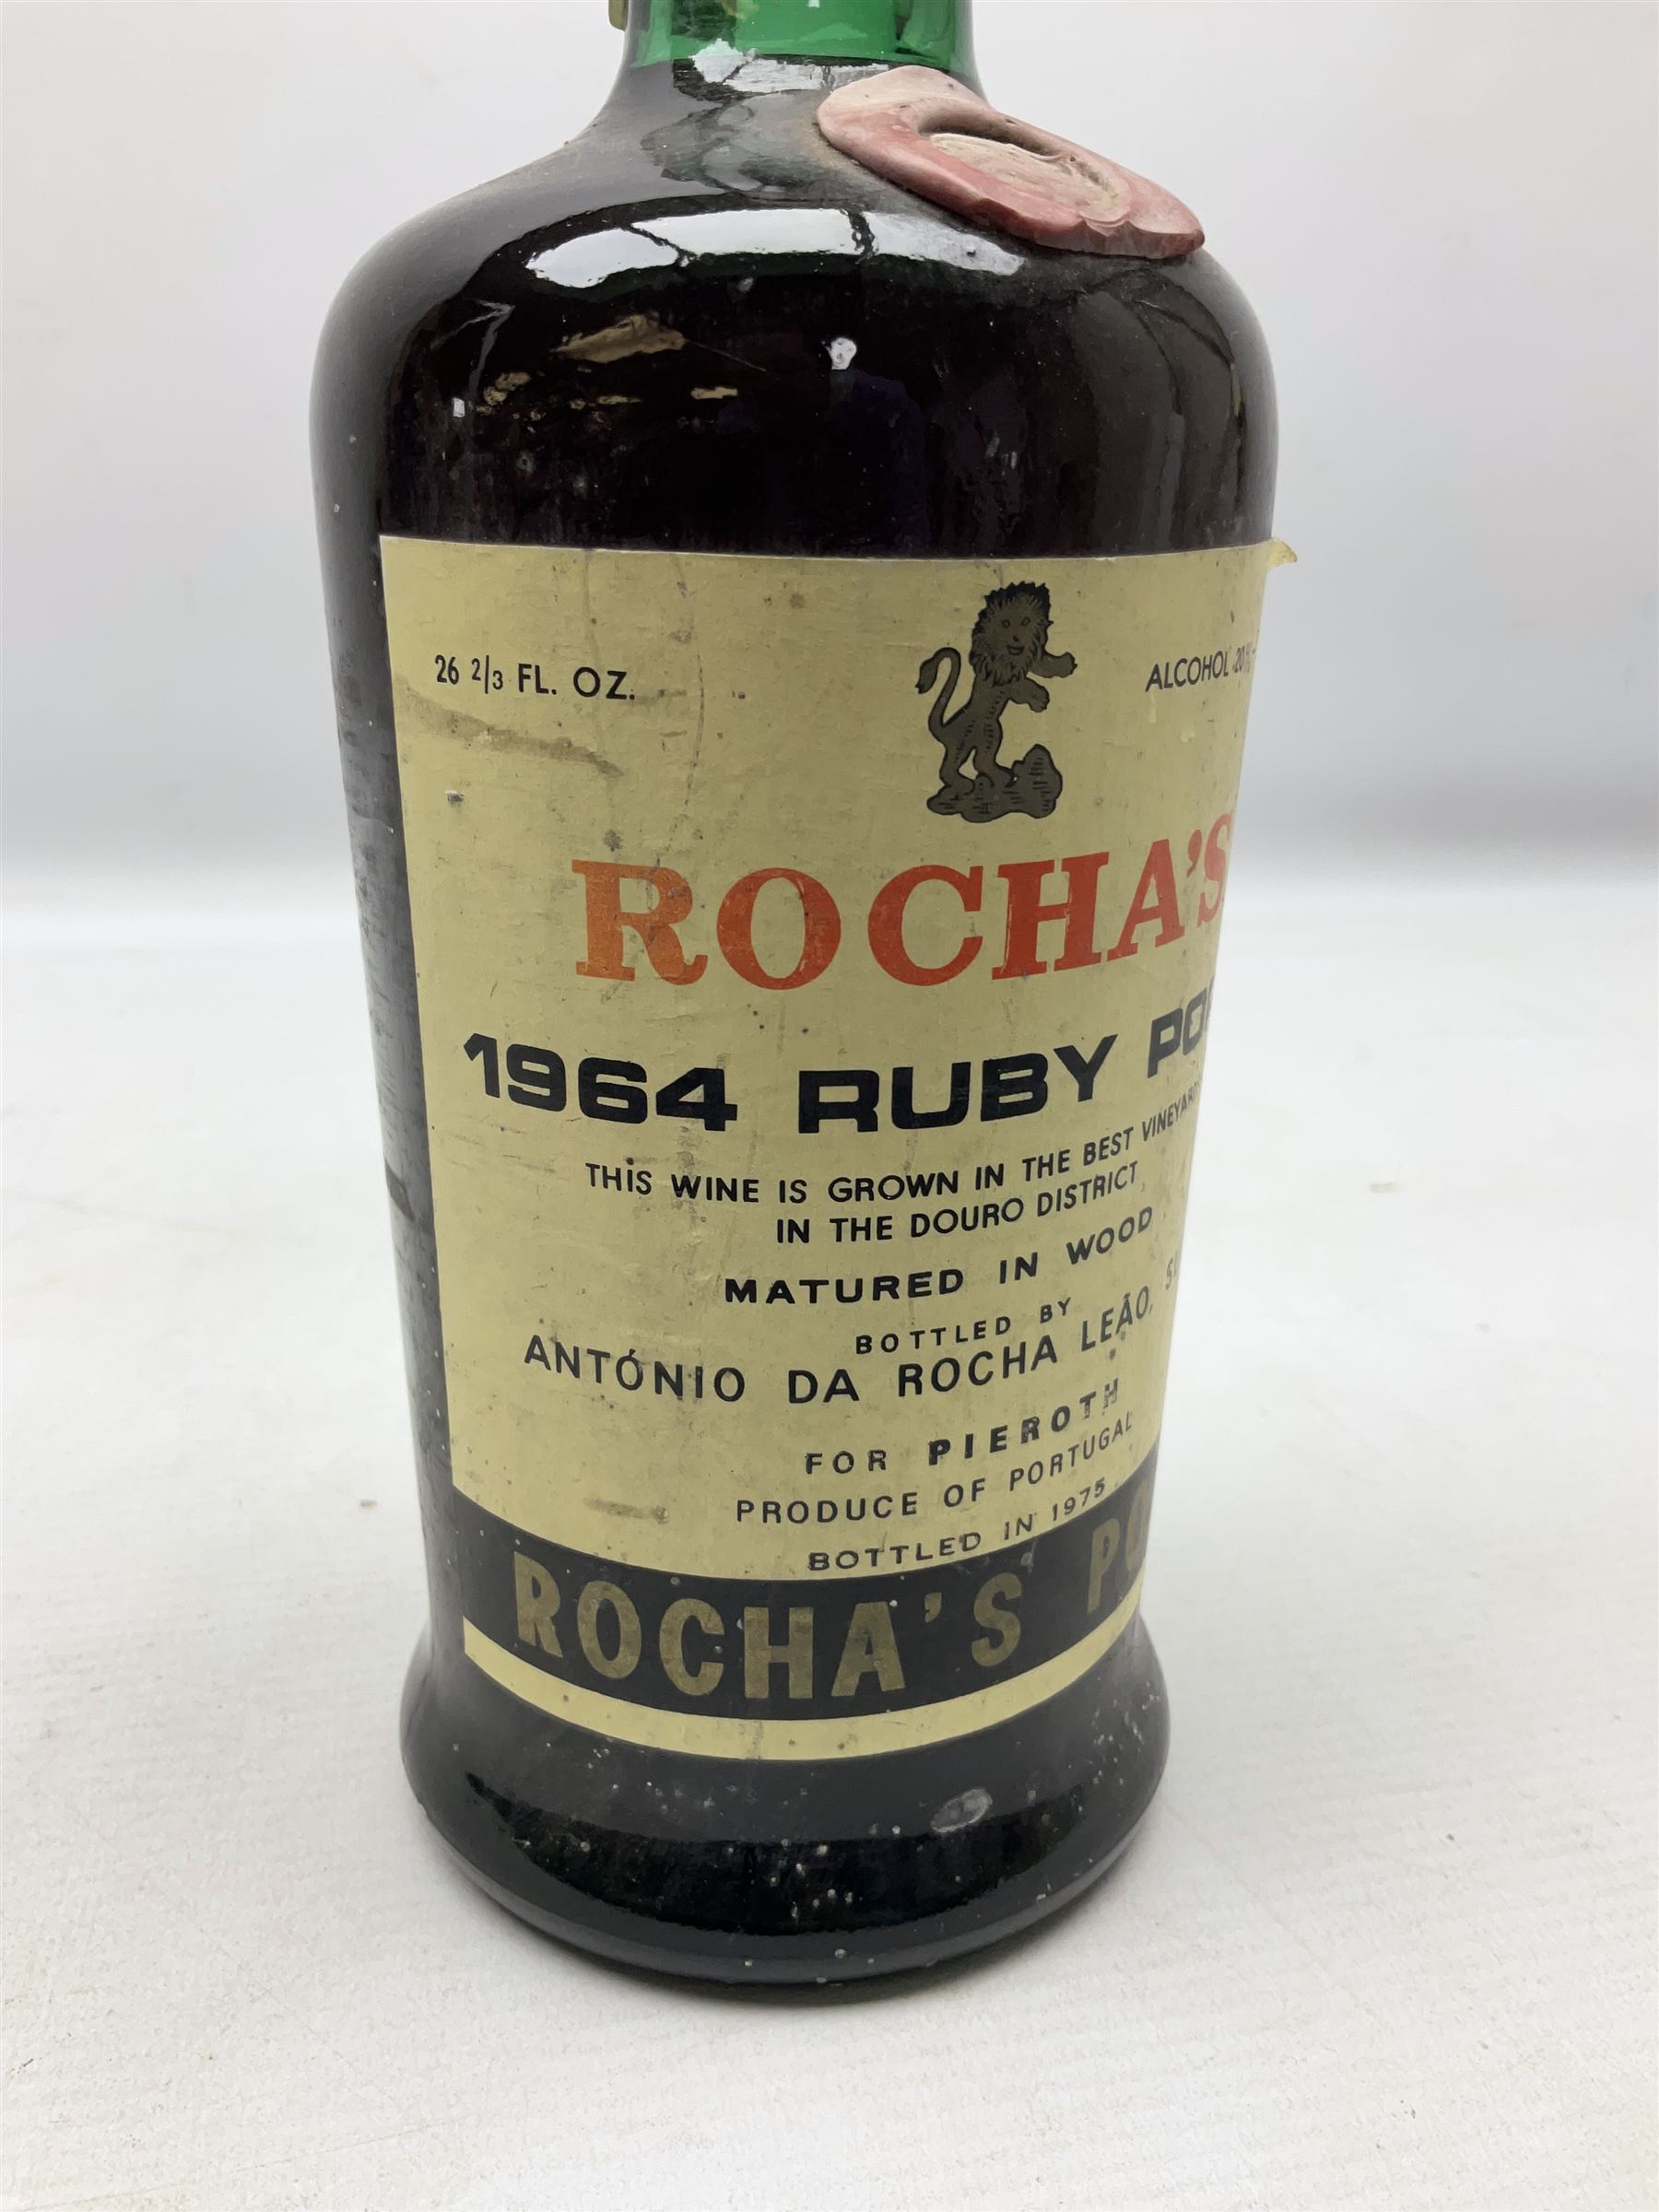 26 2/3 FL. OZ.
ALCOHOL 20%
ROCHA'S
1964 RUBY PO
THIS WINE IS GROWN IN THE BEST VINEYARDS
IN THE DOURO DISTRICT
MATURED IN WOOD
BOTTLED BY
ANTÓNIO DA ROCHA LEÃO,
FOR PIEROTH
PRODUCE OF PORTUGAL
BOTTLED IN 1975
ROCHA'S PO